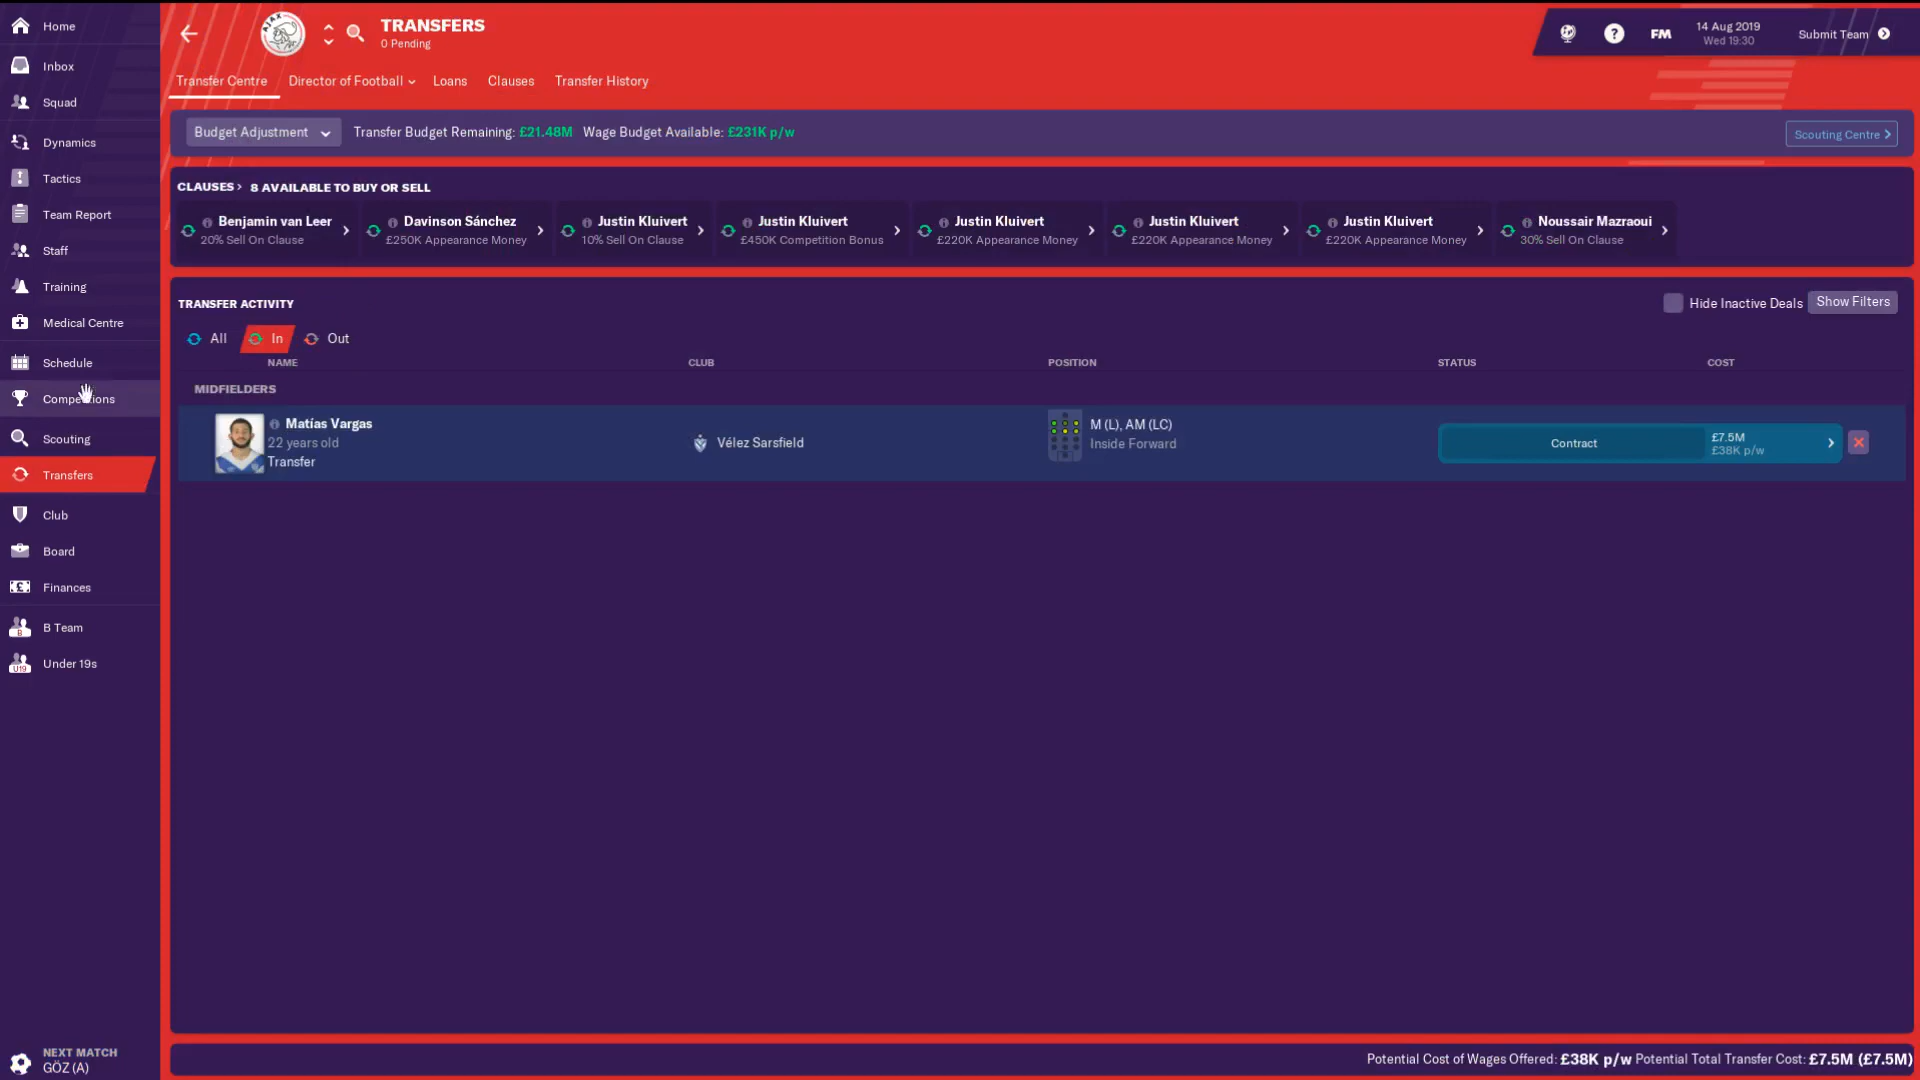 Home
Inbox
Squad
Dynamics
Tactics
Team Report
Staff
Training
Medical Centre
Schedule
Scouting
Transfers
Club
Board
Finances
B Team
Under 19s
NEXT MATCH
GÖZ (A)
AJAX
TRANSFERS
0 Pending
FM
14 Aug 2019
Wed 19:30
Submit Team
Transfer Centre Director of Football Loans Clauses Transfer History
Budget Adjustment Transfer Budget Remaining: £21.48M Wage Budget Available: £231K p/w Scouting Centre
CLAUSES 8 AVAILABLE TO BUY OR SELL
Benjamin van Leer
20% Sell On Clause
Davinson Sánchez
£250K Appearance Money
Justin Kluivert
10% Sell On Clause
Justin Kluivert
£450K Competition Bonus
Justin Kluivert
£220K Appearance Money
Justin Kluivert
£220K Appearance Money
Justin Kluivert
£220K Appearance Money
Noussair Mazraoui
30% Sell On Clause
TRANSFER ACTIVITY
Hide Inactive Deals Show Filters
All In Out
NAME CLUB POSITION STATUS COST
MIDFIELDERS
Matías Vargas
22 years old
Transfer
Vélez Sarsfield
M (L), AM (LC)
Inside Forward
Contract
£7.5M
£38K p/w
Potential Cost of Wages Offered: £38K p/w Potential Total Transfer Cost: £7.5M (£7.5M)